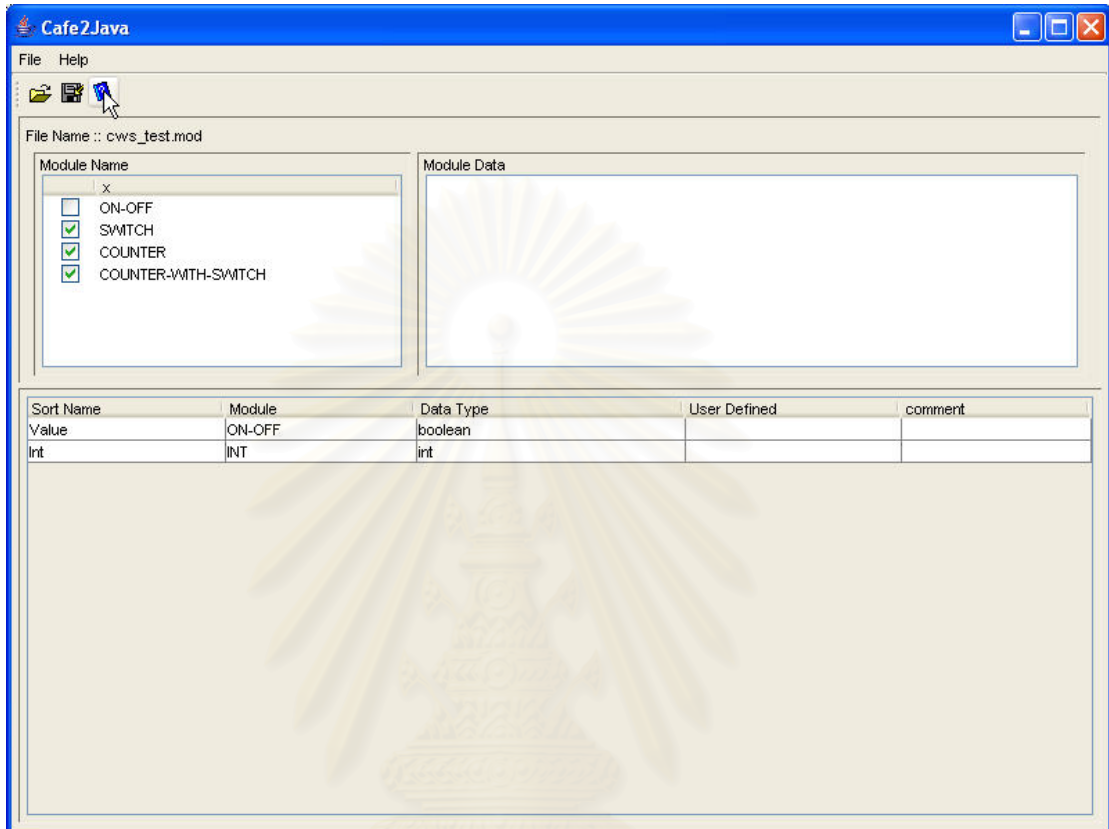 Cafe2Java
File Help
File Name :: cws_test.mod
Module Name
Module Data
x
ON-OFF
SWITCH
COUNTER
COUNTER-WITH-SWITCH
Sort Name Module Data Type User Defined comment
Value ON-OFF boolean
Int INT int